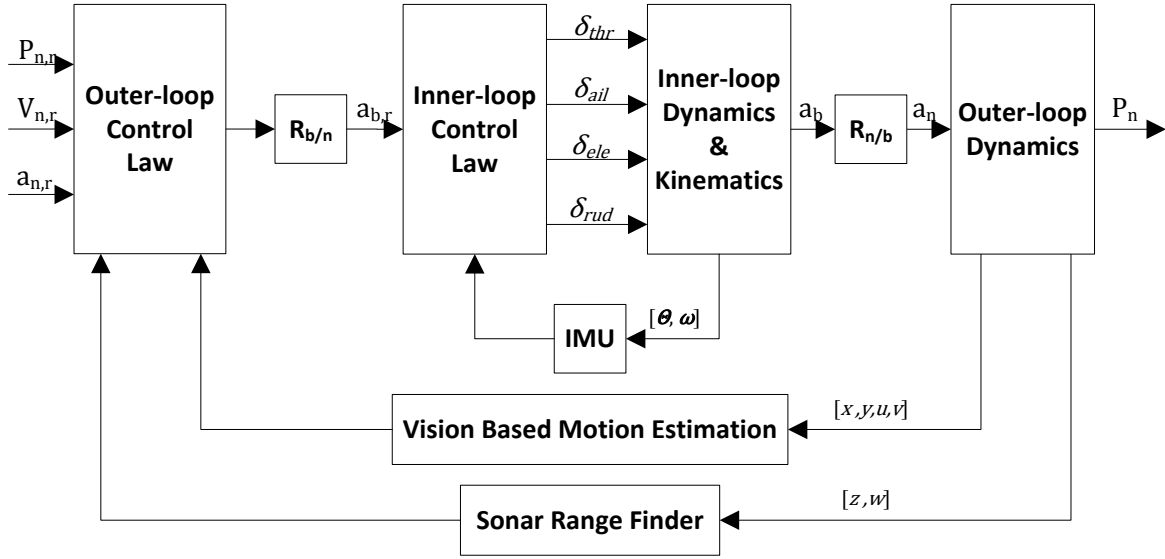 P_{n,r}
V_{n,r}
a_{n,r}
Outer-loop
Control
Law
R_{b/n}
a_{b,r}
Inner-loop
Control
Law
δ_{thr}
δ_{ail}
δ_{ele}
δ_{rud}
Inner-loop
Dynamics
&
Kinematics
a_b
R_{n/b}
a_n
Outer-loop
Dynamics
P_n
IMU
[Θ, ω]
Vision Based Motion Estimation
[x,y,u,v]
Sonar Range Finder
[z,w]